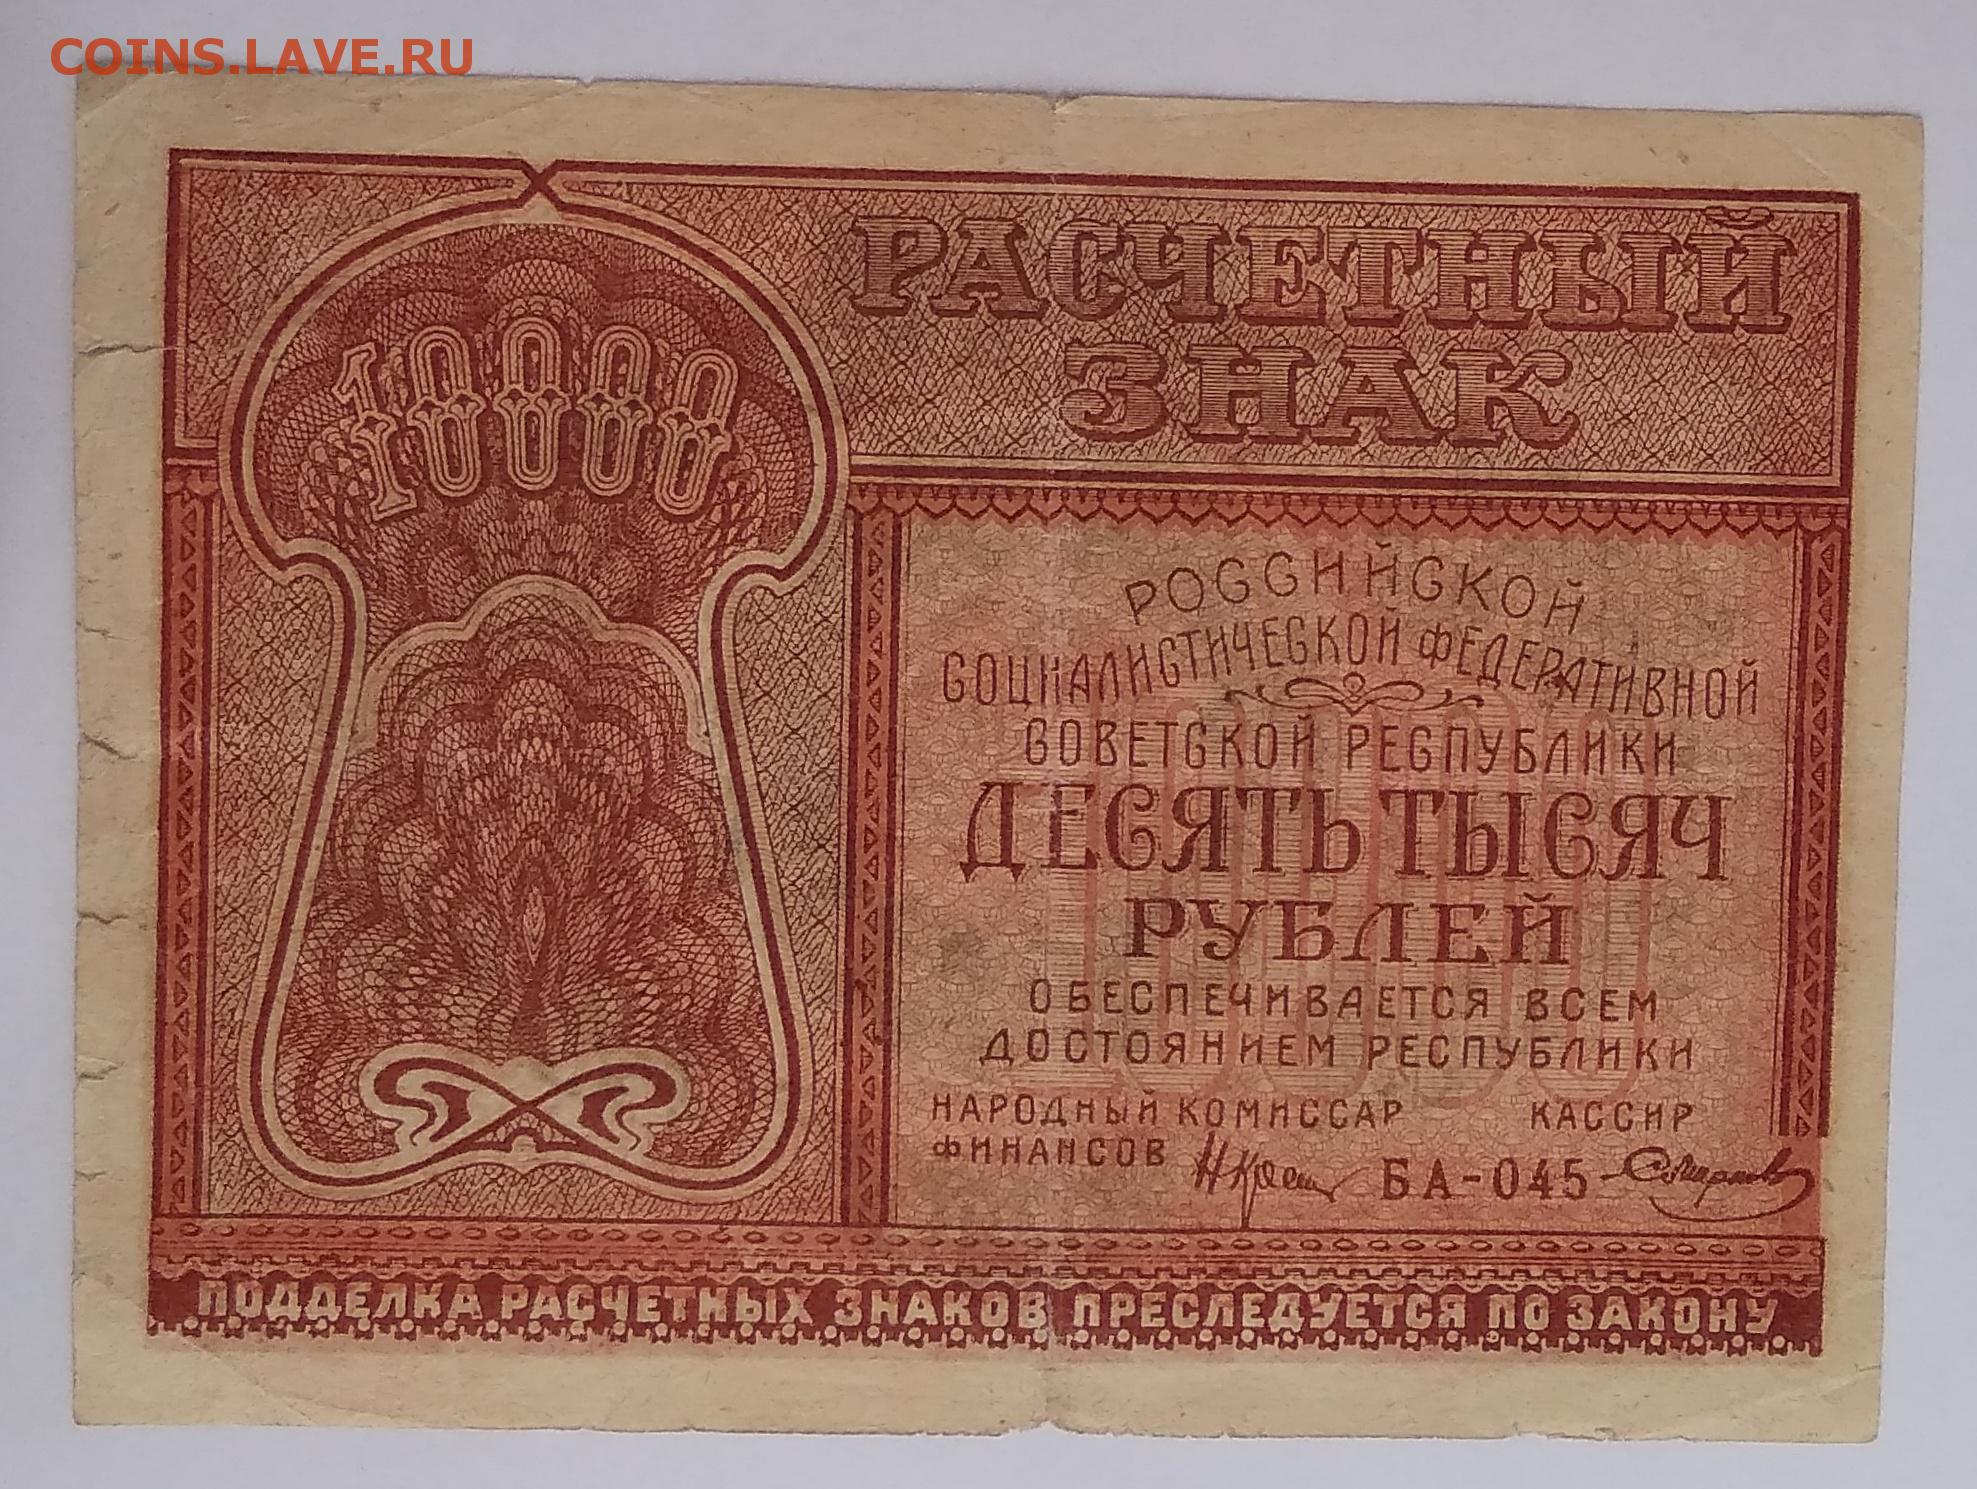 COINS.LAVE.RU
РАСЧЕТНЫЙ
ЗНАК
10000
РОССИЙСКОЙ
СОЦИАЛИСТИЧЕСКОЙ ФЕДЕРАТИВНОЙ
СОВЕТСКОЙ РЕСПУБЛИКИ
ДЕСЯТЬ ТЫСЯЧ
РУБЛЕЙ
10000
ОБЕСПЕЧИВАЕТСЯ ВСЕМ
ДОСТОЯНИЕМ РЕСПУБЛИКИ
НАРОДНЫЙ КОМИССАР КАССИР
ФИНАНСОВ БА-045
ПОДДЕЛКА РАСЧЕТНЫХ ЗНАКОВ ПРЕСЛЕДУЕТСЯ ПО ЗАКОНУ